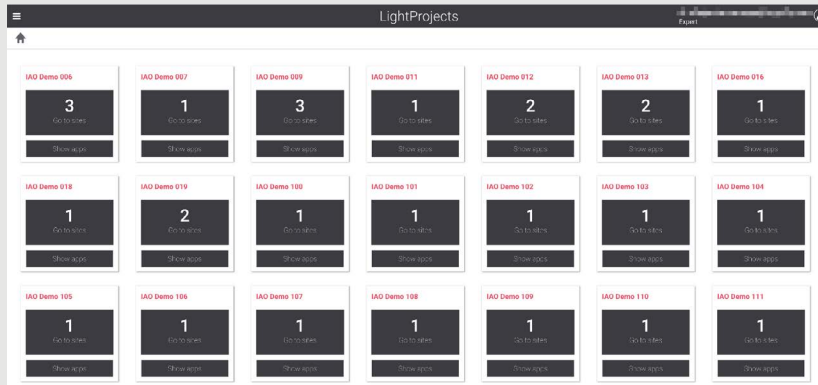 LightProjects
Expert
IAO Demo 006
3
Go to sites
Show apps
IAO Demo 007
1
Go to sites
Show apps
IAO Demo 009
3
Go to sites
Show apps
IAO Demo 011
1
Go to sites
Show apps
IAO Demo 012
2
Go to sites
Show apps
IAO Demo 013
2
Go to sites
Show apps
IAO Demo 016
1
Go to sites
Show apps
IAO Demo 018
1
Go to sites
Show apps
IAO Demo 019
2
Go to sites
Show apps
IAO Demo 100
1
Go to sites
Show apps
IAO Demo 101
1
Go to sites
Show apps
IAO Demo 102
1
Go to sites
Show apps
IAO Demo 103
1
Go to sites
Show apps
IAO Demo 104
1
Go to sites
Show apps
IAO Demo 105
1
Go to sites
Show apps
IAO Demo 106
1
Go to sites
Show apps
IAO Demo 107
1
Go to sites
Show apps
IAO Demo 108
1
Go to sites
Show apps
IAO Demo 109
1
Go to sites
Show apps
IAO Demo 110
1
Go to sites
Show apps
IAO Demo 111
1
Go to sites
Show apps